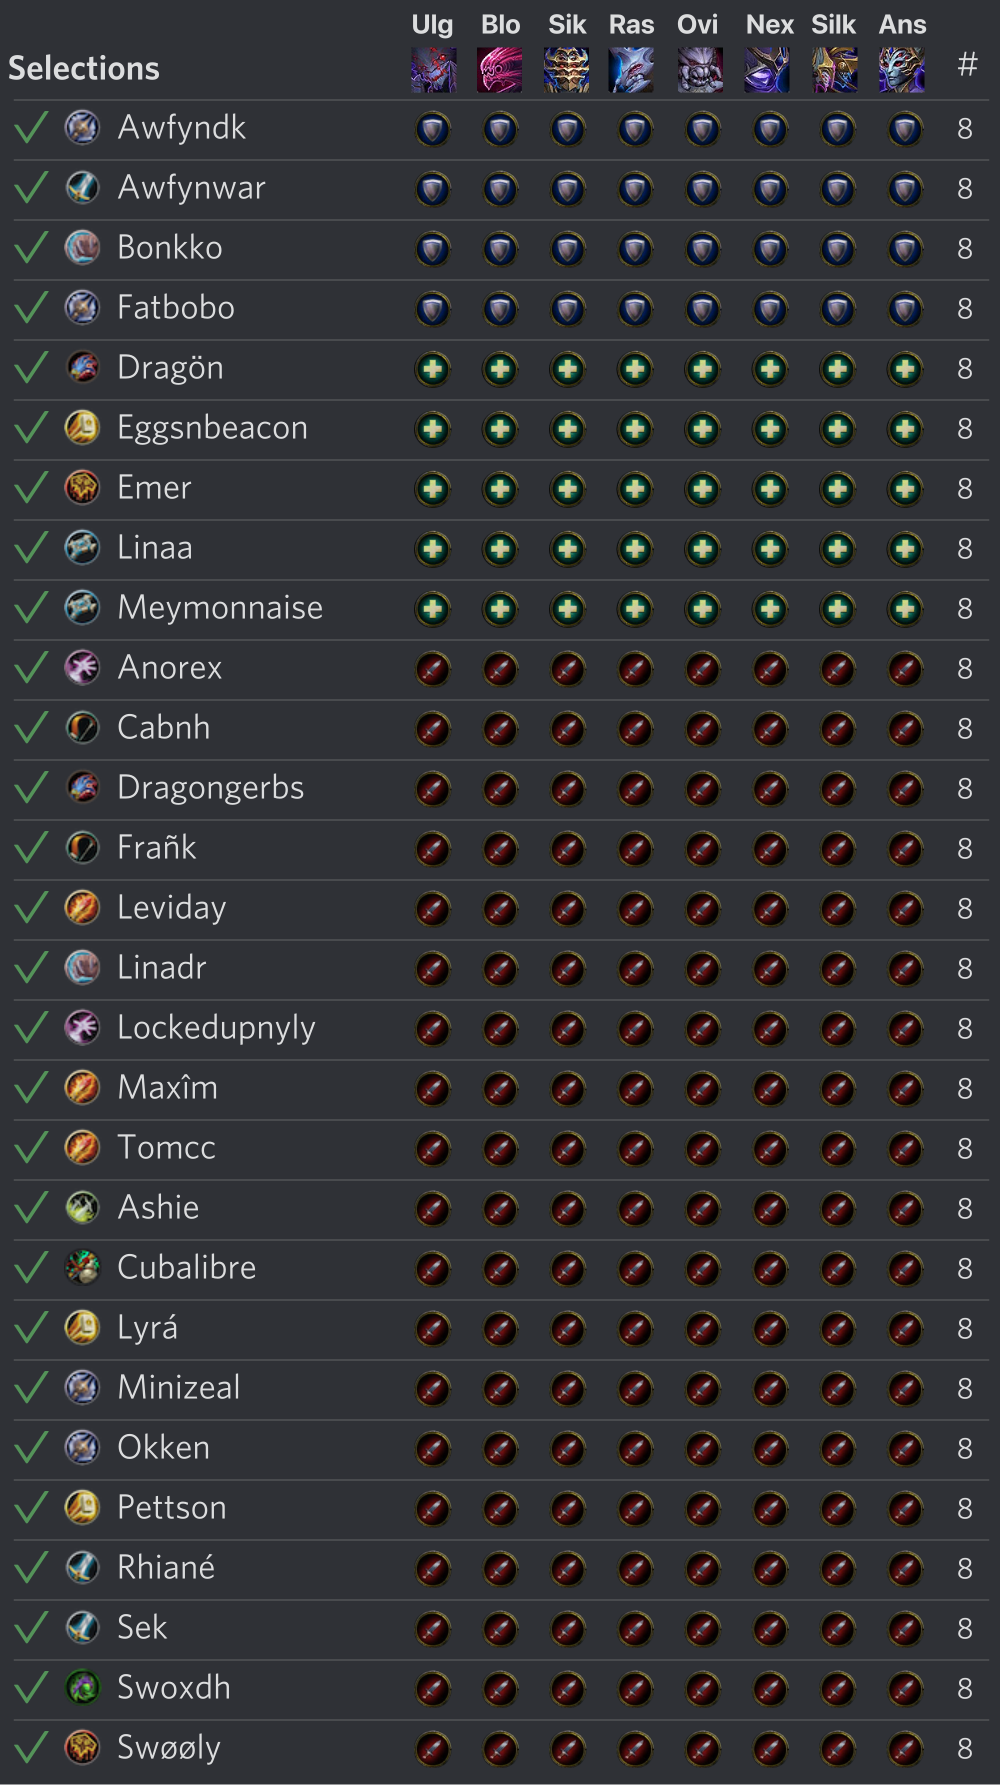 Ulg Blo Sik Ras Ovi Nex Silk Ans
Selections #
Awfyndk 8
Awfynwar 8
Bonkko 8
Fatbobo 8
Dragön 8
Eggsnbeacon 8
Emer 8
Linaa 8
Meymonnaise 8
Anorex 8
Cabnh 8
Dragongerbs 8
Frañk 8
Leviday 8
Linadr 8
Lockedupnyly 8
Maxîm 8
Tomcc 8
Ashie 8
Cubalibre 8
Lyrá 8
Minizeal 8
Okken 8
Pettson 8
Rhiané 8
Sek 8
Swoxdh 8
Swøøly 8